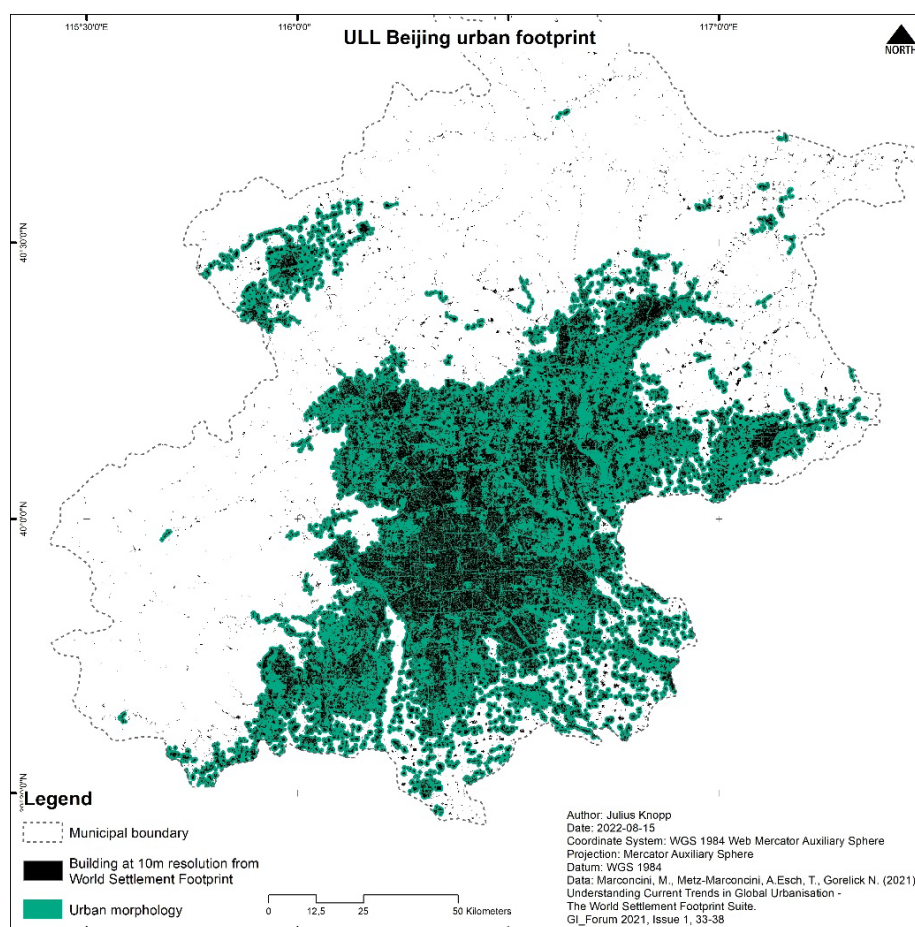 115°30'0"E
116°0'0"E
117°0'0"E
ULL Beijing urban footprint
NORTH
40°30'0"N
40°0'0"N
Legend
Municipal boundary
Building at 10m resolution from
World Settlement Footprint
Urban morphology
0 12,5 25 50 Kilometers
Author: Julius Knopp
Date: 2022-08-15
Coordinate System: WGS 1984 Web Mercator Auxiliary Sphere
Projection: Mercator Auxiliary Sphere
Datum: WGS 1984
Data: Marconcini, M., Metz-Marconcini, A.Esch, T., Gorelick N. (2021)
Understanding Current Trends in Global Urbanisation -
The World Settlement Footprint Suite.
GI_Forum 2021, Issue 1, 33-38